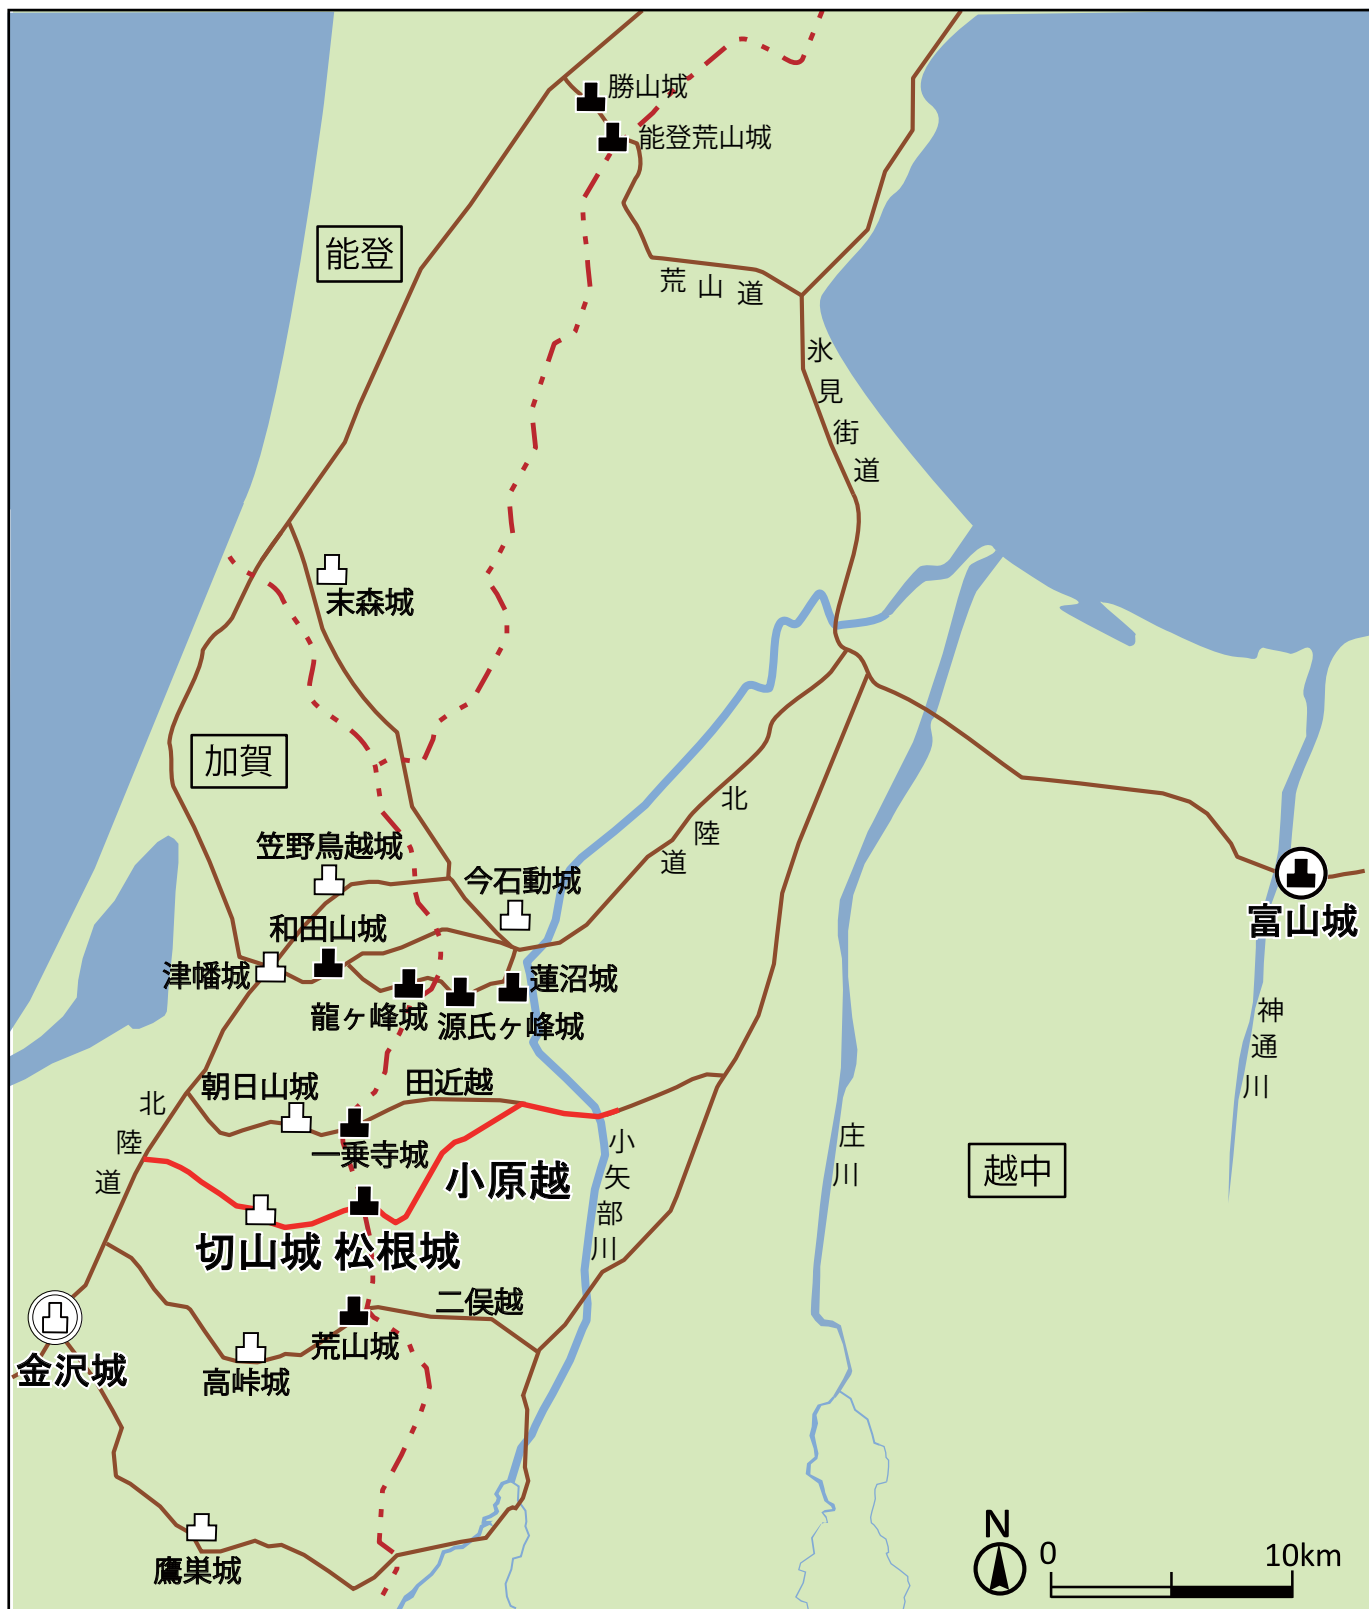 勝山城
能登荒山城
能登
荒山道
氷見街道
末森城
加賀
北陸道
笠野鳥越城
今石動城
和田山城
津幡城
蓮沼城
龍ヶ峰城
源氏ヶ峰城
富山城
神通川
朝日山城
田近越
北陸道
一乗寺城
小原越
小矢部川
庄川
越中
切山城
松根城
二俣越
荒山城
高峠城
金沢城
鷹巣城
N
0
10km